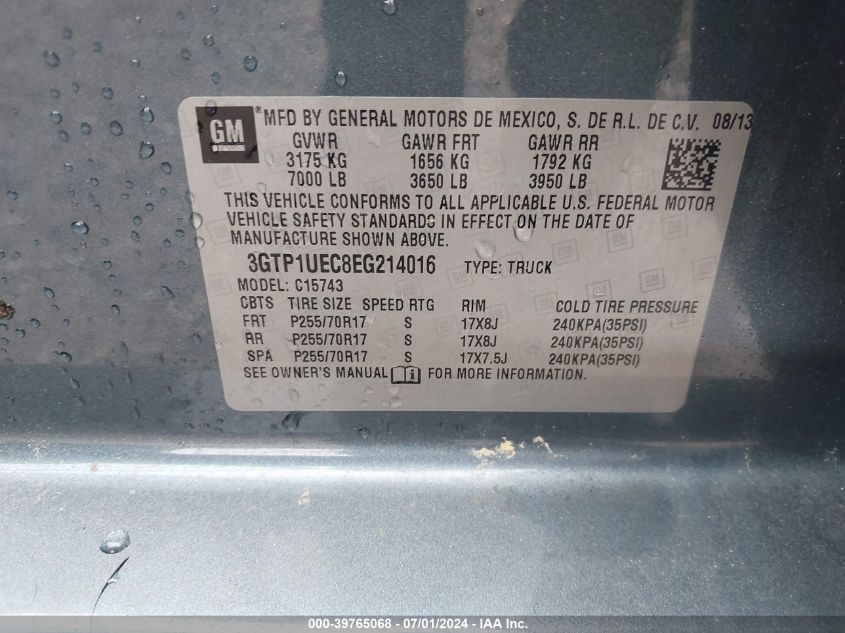 GM
®MFD BY GENERAL MOTORS DE MEXICO, S. DE R.L. DE C.V. 08/13
GVWR GAWR FRT GAWR RR
3175 KG 1656 KG 1792 KG
7000 LB 3650 LB 3950 LB
THIS VEHICLE CONFORMS TO ALL APPLICABLE U.S. FEDERAL MOTOR
VEHICLE SAFETY STANDARDS IN EFFECT ON THE DATE OF
MANUFACTURE SHOWN ABOVE.
3GTP1UEC8EG214016 TYPE: TRUCK
MODEL: C15743
CBTS TIRE SIZE SPEED RTG RIM COLD TIRE PRESSURE
FRT P255/70R17 S 17X8J 240KPA(35PSI)
RR P255/70R17 S 17X8J 240KPA(35PSI)
SPA P255/70R17 S 17X7.5J 240KPA(35PSI)
SEE OWNER'S MANUAL FOR MORE INFORMATION.
000-39765068 - 07/01/2024 - IAA Inc.